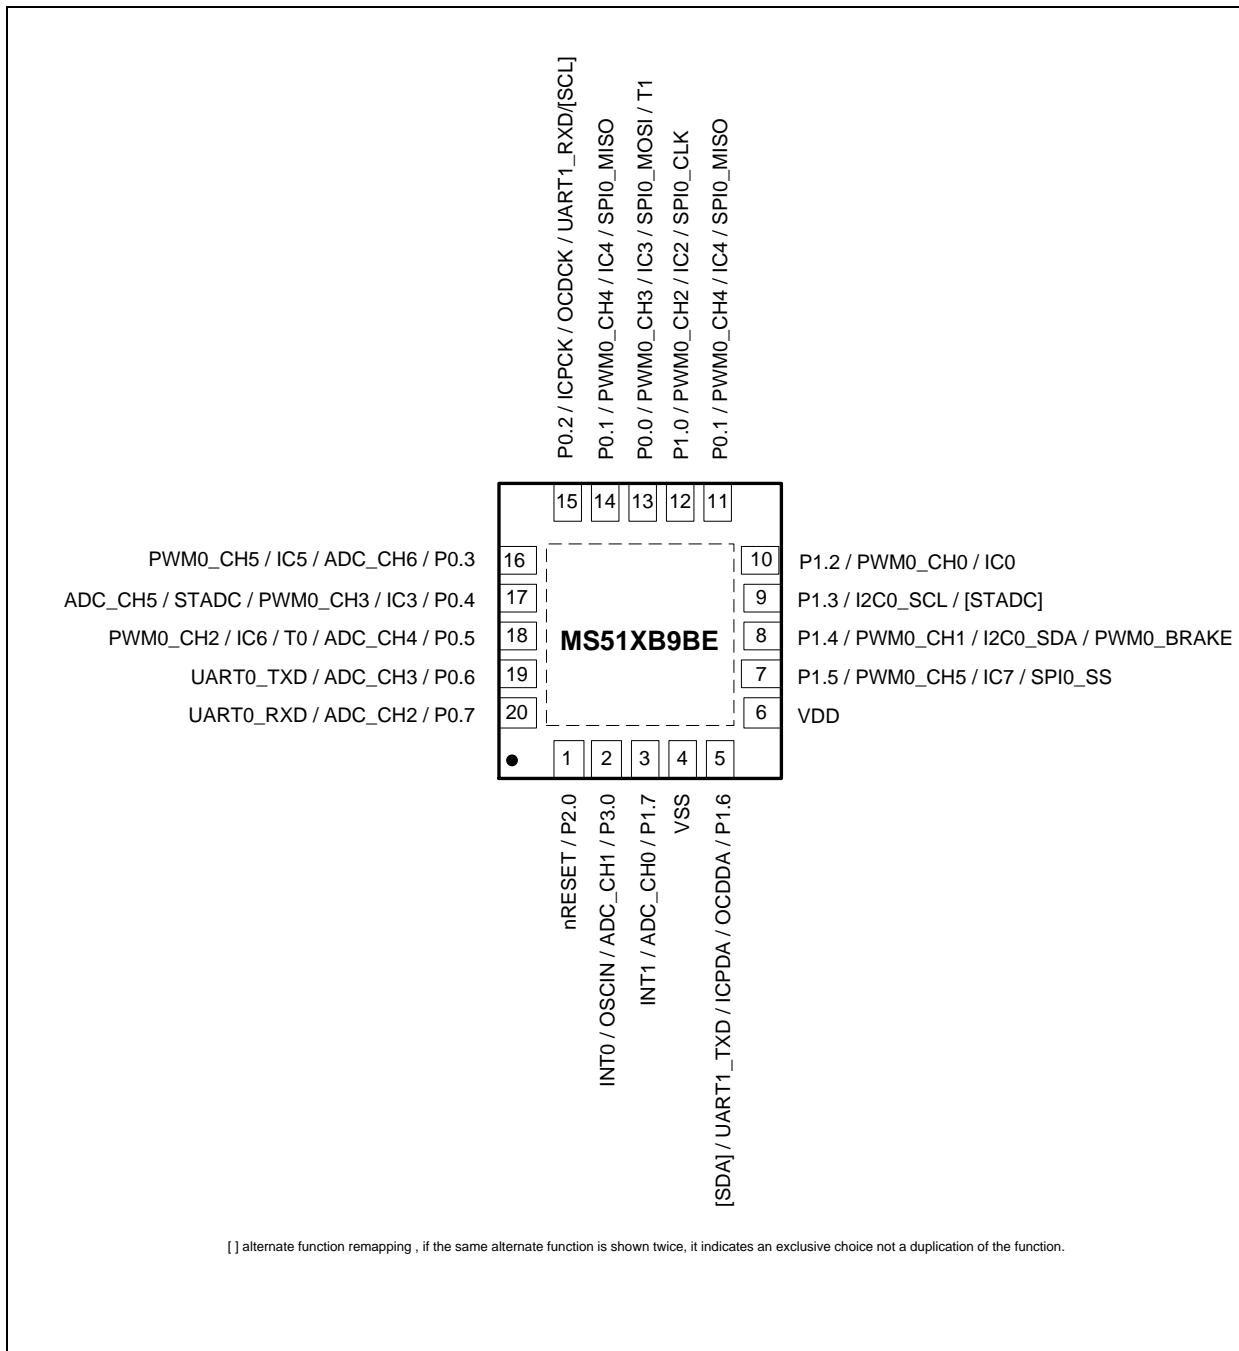 P0.2 / ICPCK / OCDCK / UART1_RXD/[SCL]
P0.1 / PWM0_CH4 / IC4 / SPI0_MISO
P0.0 / PWM0_CH3 / IC3 / SPI0_MOSI / T1
P1.0 / PWM0_CH2 / IC2 / SPI0_CLK
P0.1 / PWM0_CH4 / IC4 / SPI0_MISO
15 14 13 12 11
PWM0_CH5 / IC5 / ADC_CH6 / P0.3 16
10 P1.2 / PWM0_CH0 / IC0
ADC_CH5 / STADC / PWM0_CH3 / IC3 / P0.4 17
9 P1.3 / I2C0_SCL / [STADC]
PWM0_CH2 / IC6 / T0 / ADC_CH4 / P0.5 18
MS51XB9BE
8 P1.4 / PWM0_CH1 / I2C0_SDA / PWM0_BRAKE
UART0_TXD / ADC_CH3 / P0.6 19
7 P1.5 / PWM0_CH5 / IC7 / SPI0_SS
UART0_RXD / ADC_CH2 / P0.7 20
6 VDD
1 2 3 4 5
nRESET / P2.0
INT0 / OSCIN / ADC_CH1 / P3.0
INT1 / ADC_CH0 / P1.7
VSS
[SDA] / UART1_TXD / ICPDA / OCDDA / P1.6
[ ] alternate function remapping , if the same alternate function is shown twice, it indicates an exclusive choice not a duplication of the function.